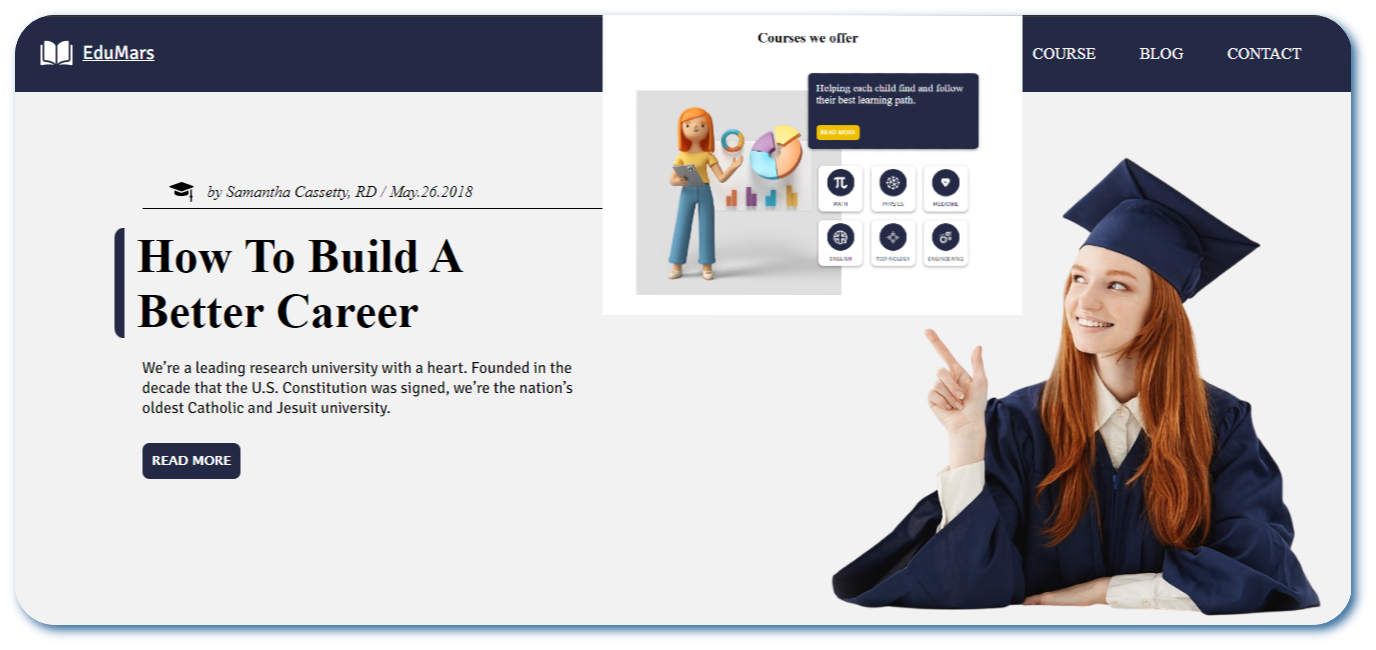 EduMars
COURSE
BLOG
CONTACT
Courses we offer
Helping each child find and follow
their best learning path.
READ MORE
MATH
PHYSICS
MEDICINE
ENGLISH
TECHNOLOGY
ENGINEERING
by Samantha Cassetty, RD / May.26.2018
How To Build A
Better Career
We’re a leading research university with a heart. Founded in the
decade that the U.S. Constitution was signed, we’re the nation’s
oldest Catholic and Jesuit university.
READ MORE